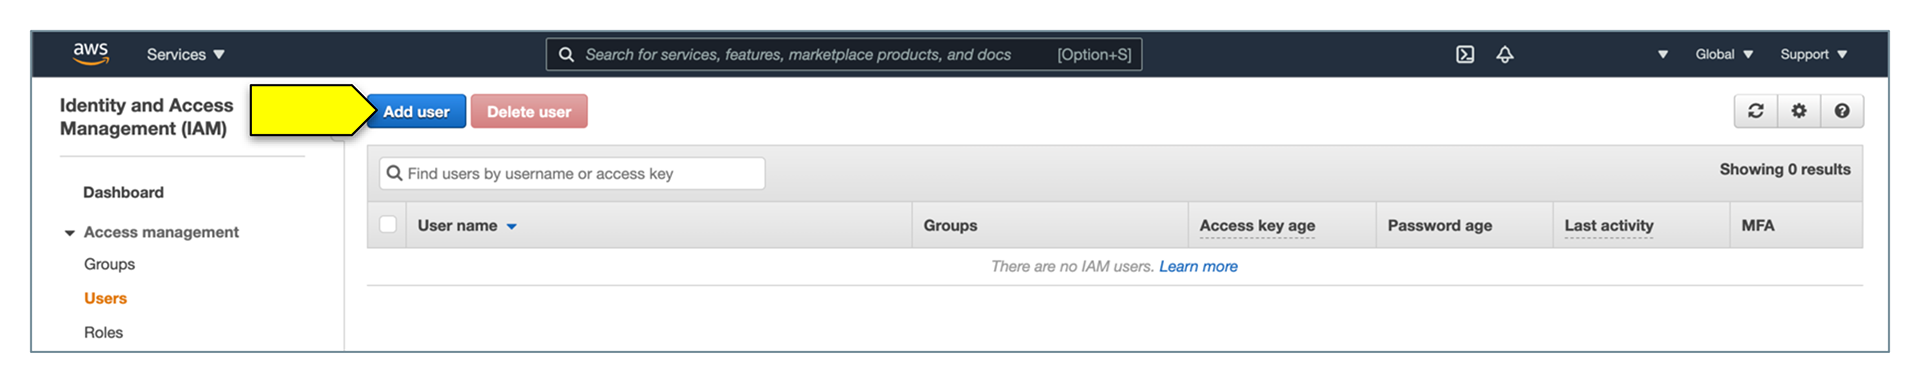 aws
Services
Search for services, features, marketplace products, and docs
[Option+S]
Global
Support
Identity and Access
Management (IAM)
Add user
Delete user
Find users by username or access key
Showing 0 results
User name
Groups
Access key age
Password age
Last activity
MFA
There are no IAM users. Learn more
Dashboard
Access management
Groups
Users
Roles